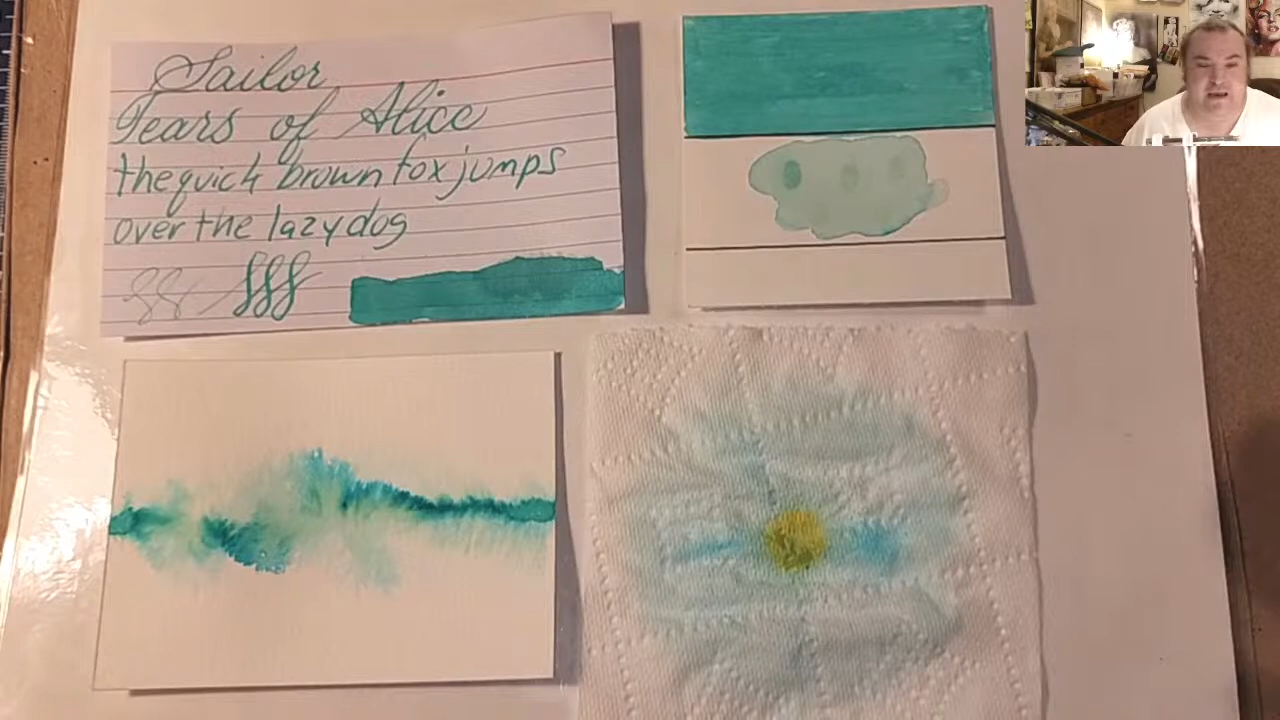 Sailor
Tears of Alice
the quick brown fox jumps
over the lazy dog